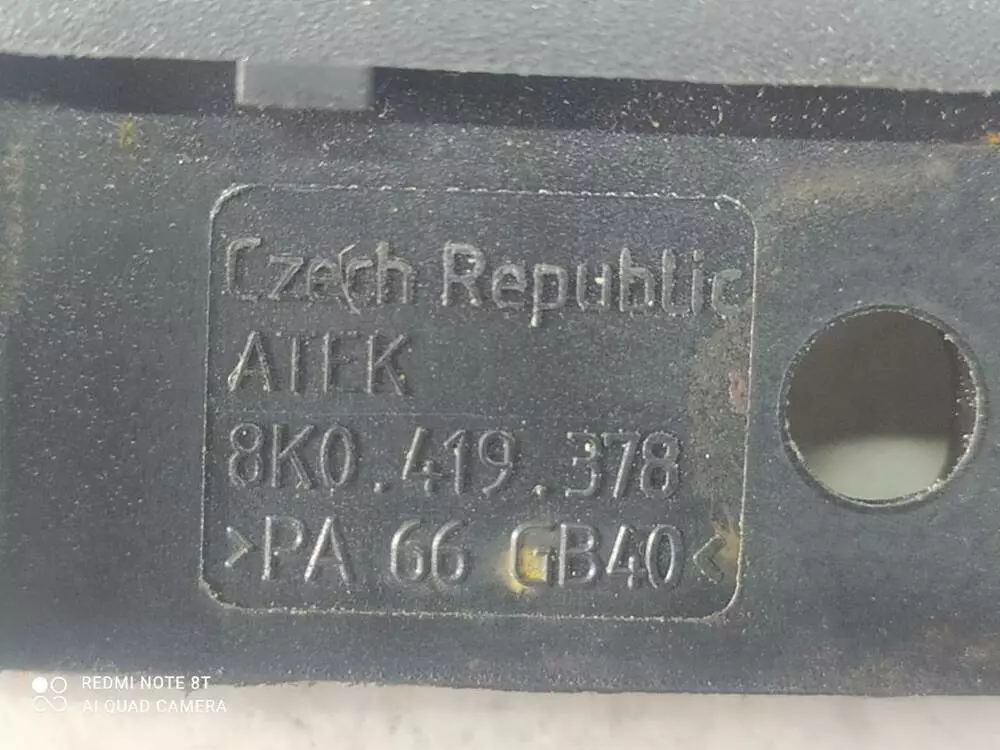 Czech Republic
ATEK
8K0.419.378
>PA 66 GB40<
REDMI NOTE 8T
AI QUAD CAMERA